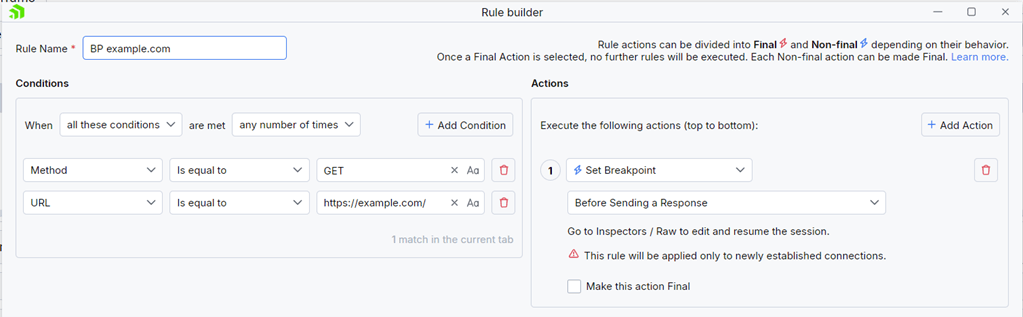 Rule builder
Rule Name *
BP example.com
Rule actions can be divided into Final and Non-final depending on their behavior.
Once a Final Action is selected, no further rules will be executed. Each Non-final action can be made Final. Learn more.
Conditions
When all these conditions are met any number of times + Add Condition
Method Is equal to GET Aa
URL Is equal to https://example.com/ Aa
1 match in the current tab
Actions
Execute the following actions (top to bottom): + Add Action
1 Set Breakpoint
Before Sending a Response
Go to Inspectors / Raw to edit and resume the session.
This rule will be applied only to newly established connections.
Make this action Final